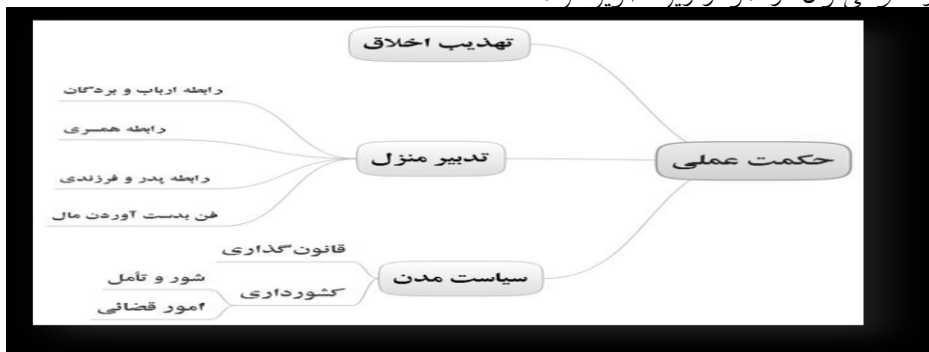 تهذیب اخلاق
حکمت عملی
تدبیر منزل
رابطه ارباب و بردگان
رابطه همسری
رابطه پدر و فرزندی
فن بدست آوردن مال
سیاست مدن
قانون‌گذاری
کشورداری
شور و تأمل
امور قضائی